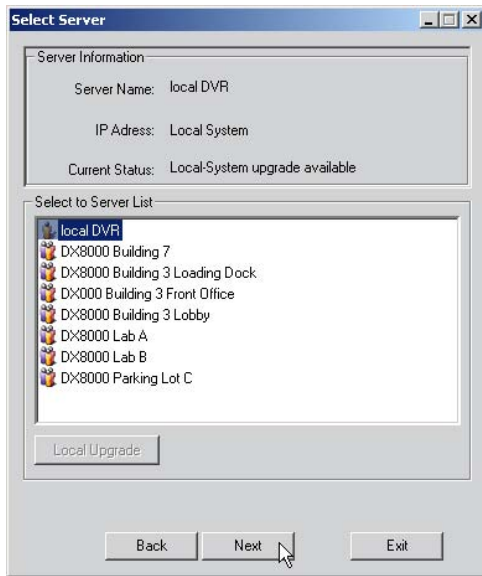 Select Server
Server Information
Server Name: local DVR
IP Adress: Local System
Current Status: Local-System upgrade available
Select to Server List
local DVR
DX8000 Building 7
DX8000 Building 3 Loading Dock
DX000 Building 3 Front Office
DX8000 Building 3 Lobby
DX8000 Lab A
DX8000 Lab B
DX8000 Parking Lot C
Local Upgrade
Back Next Exit